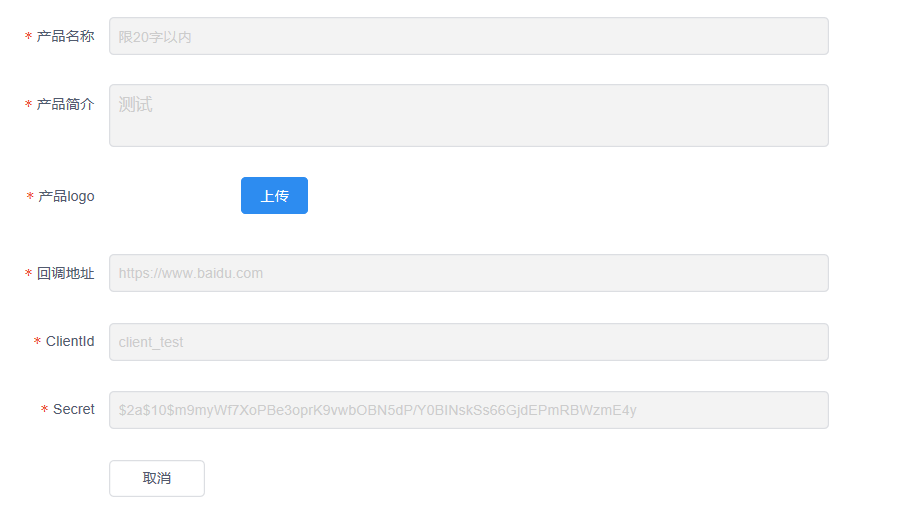 * 产品名称 限20字以内
* 产品简介 测试
* 产品logo 上传
* 回调地址 https://www.baidu.com
* ClientId client_test
* Secret $2a$10$m9myWf7XoPBe3oprK9vwbOBN5dP/Y0BINskSs66GjdEPmRBWzmE4y
取消